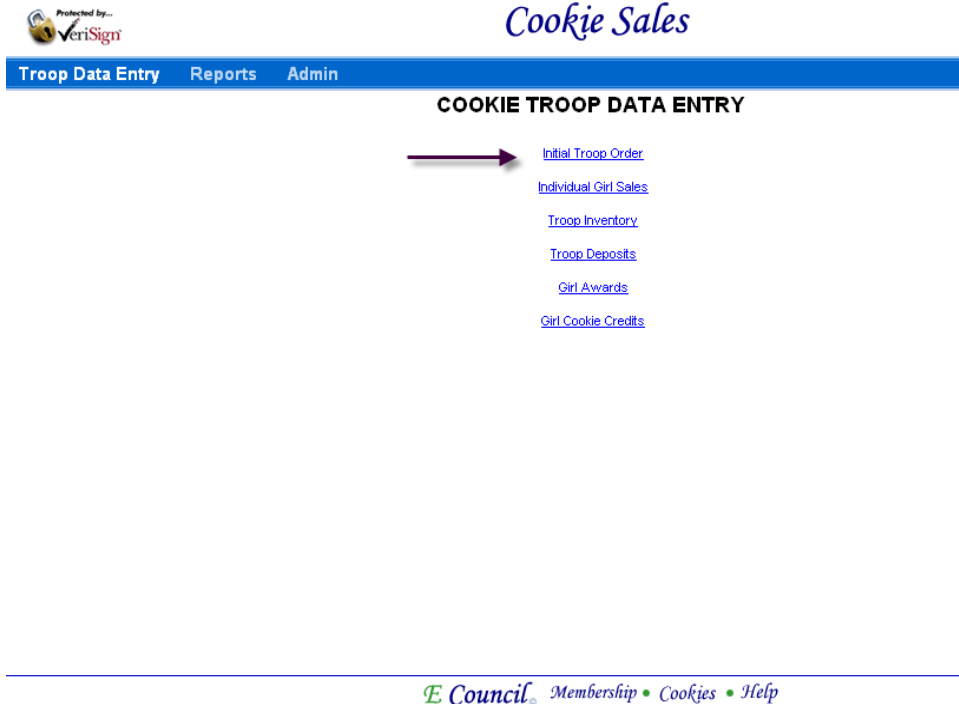 Protected by...
VeriSign
Cookie Sales
Troop Data Entry Reports Admin
COOKIE TROOP DATA ENTRY
Initial Troop Order
Individual Girl Sales
Troop Inventory
Troop Deposits
Girl Awards
Girl Cookie Credits
E Council Membership • Cookies • Help